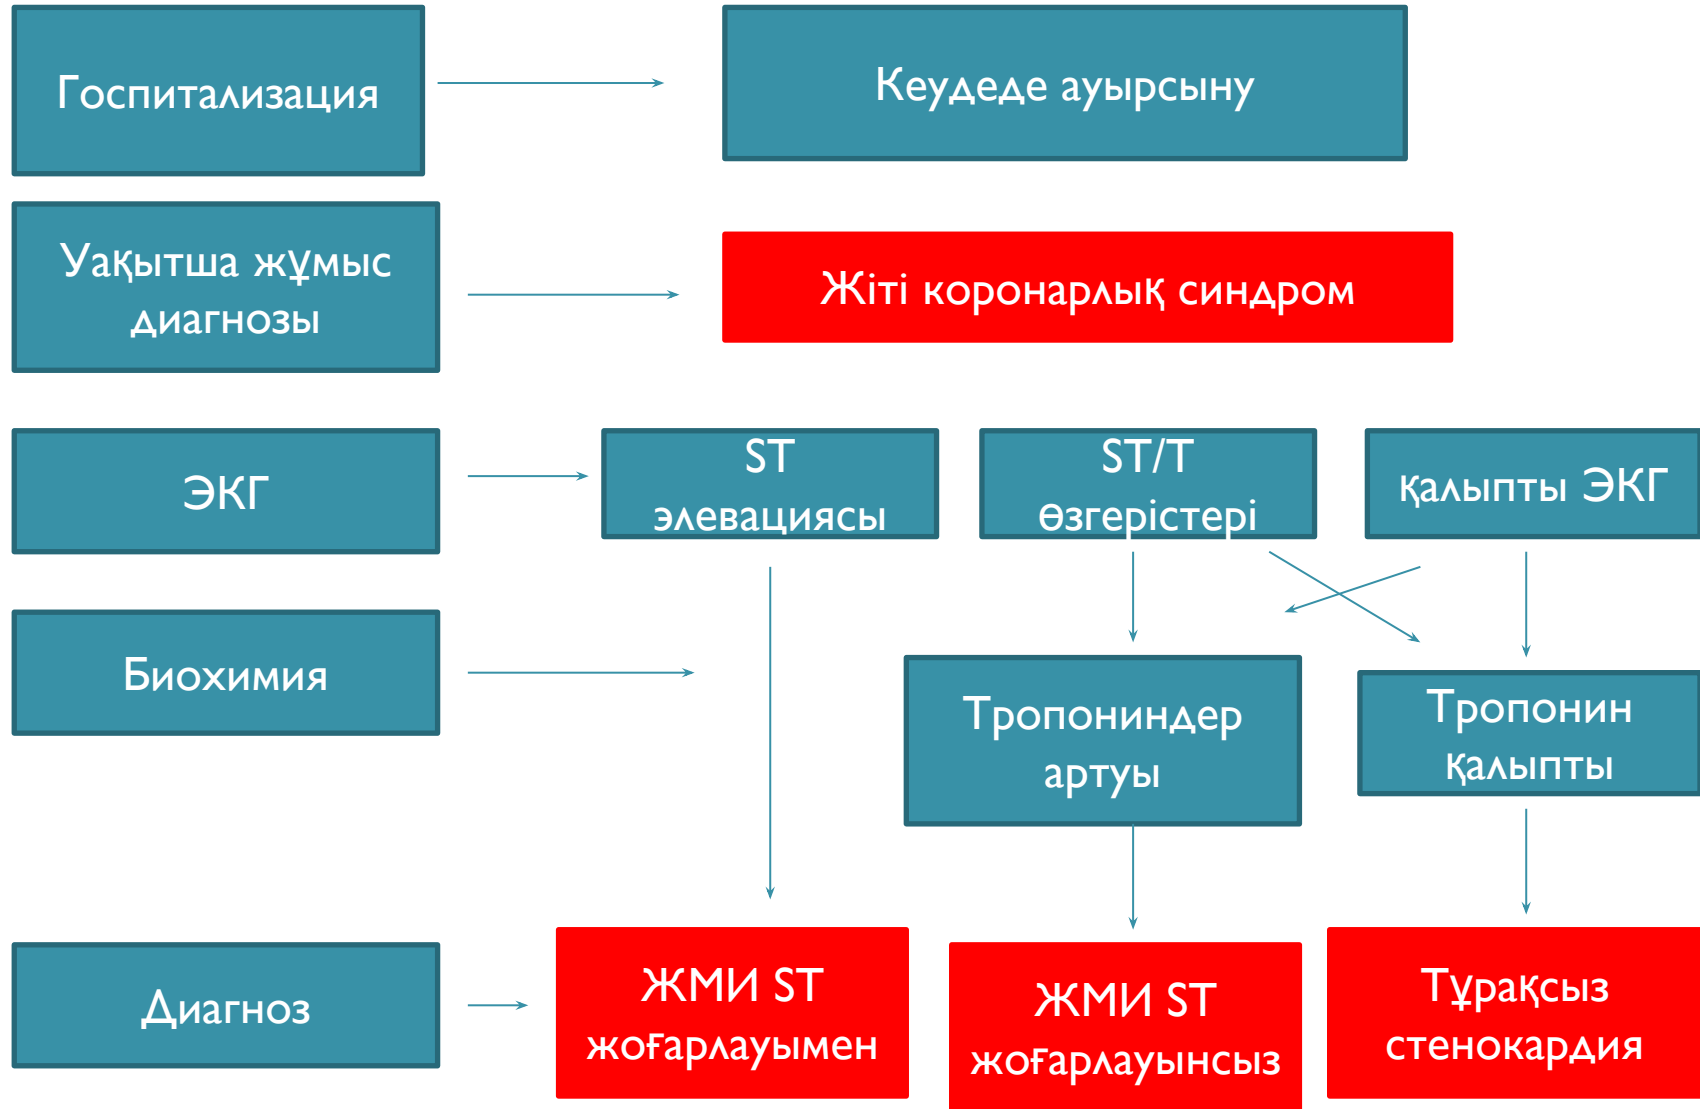 Госпитализация
Кеудеде ауырсыну
Уақытша жұмыс
диагнозы
Жіті коронарлық синдром
ЭКГ
ST
элевациясы
ST/T
өзгерістері
қалыпты ЭКГ
Биохимия
Тропониндер
артуы
Тропонин
қалыпты
Диагноз
ЖМИ ST
жоғарлауымен
ЖМИ ST
жоғарлауынсыз
Тұрақсыз
стенокардия